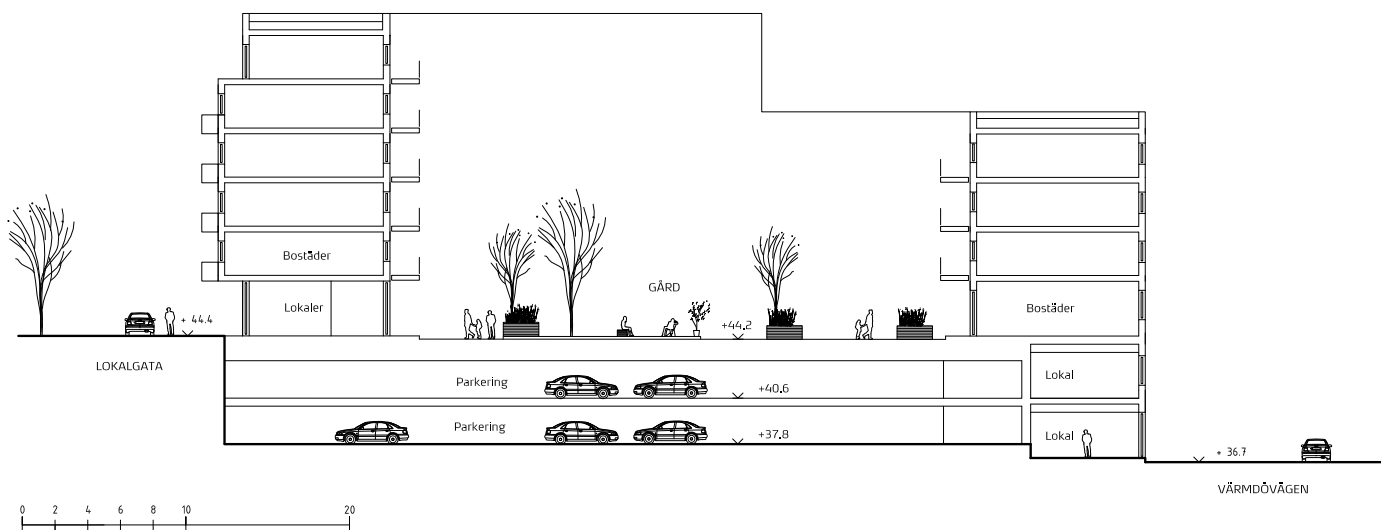 Bostäder
GÅRD
Lokaler
Bostäder
+ 44.4
+44.2
LOKALGATA
Parkering
+40.6
Lokal
Parkering
+37.8
Lokal
+ 36.7
VÄRMDÖVÄGEN
0 2 4 6 8 10 20